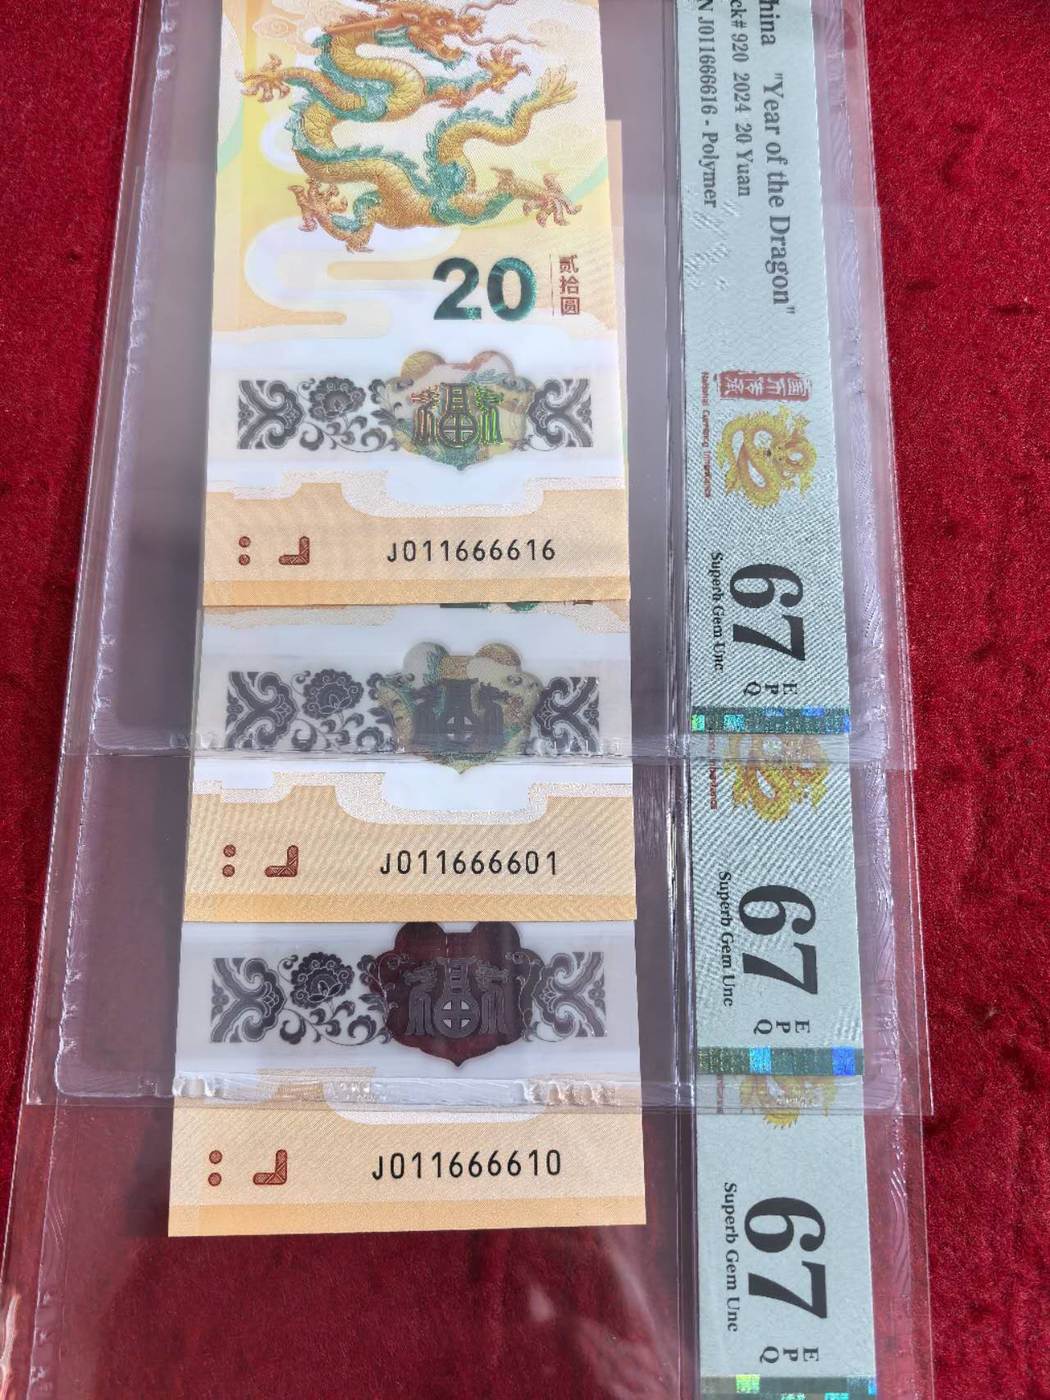 20
贰拾圆
J011666616
J011666601
J011666610
hina "Year of the Dragon"
ck# 920 2024 20 Yuan
N J011666616 - Polymer
67
EPQ
Superb Gem Unc
67
EPQ
Superb Gem Unc
67
EPQ
Superb Gem Unc